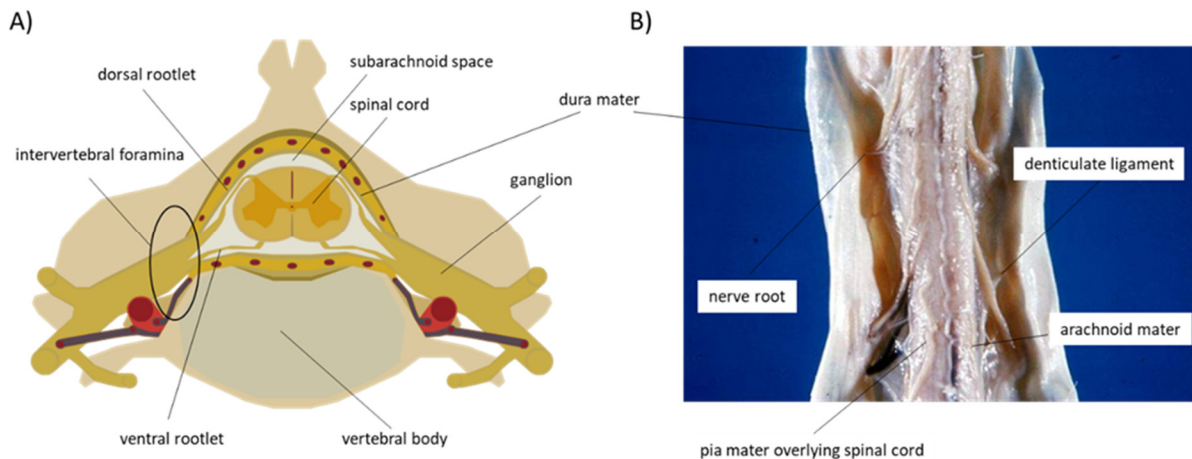 A)
B)
dorsal rootlet
subarachnoid space
spinal cord
dura mater
intervertebral foramina
ganglion
denticulate ligament
nerve root
arachnoid mater
ventral rootlet
vertebral body
pia mater overlying spinal cord